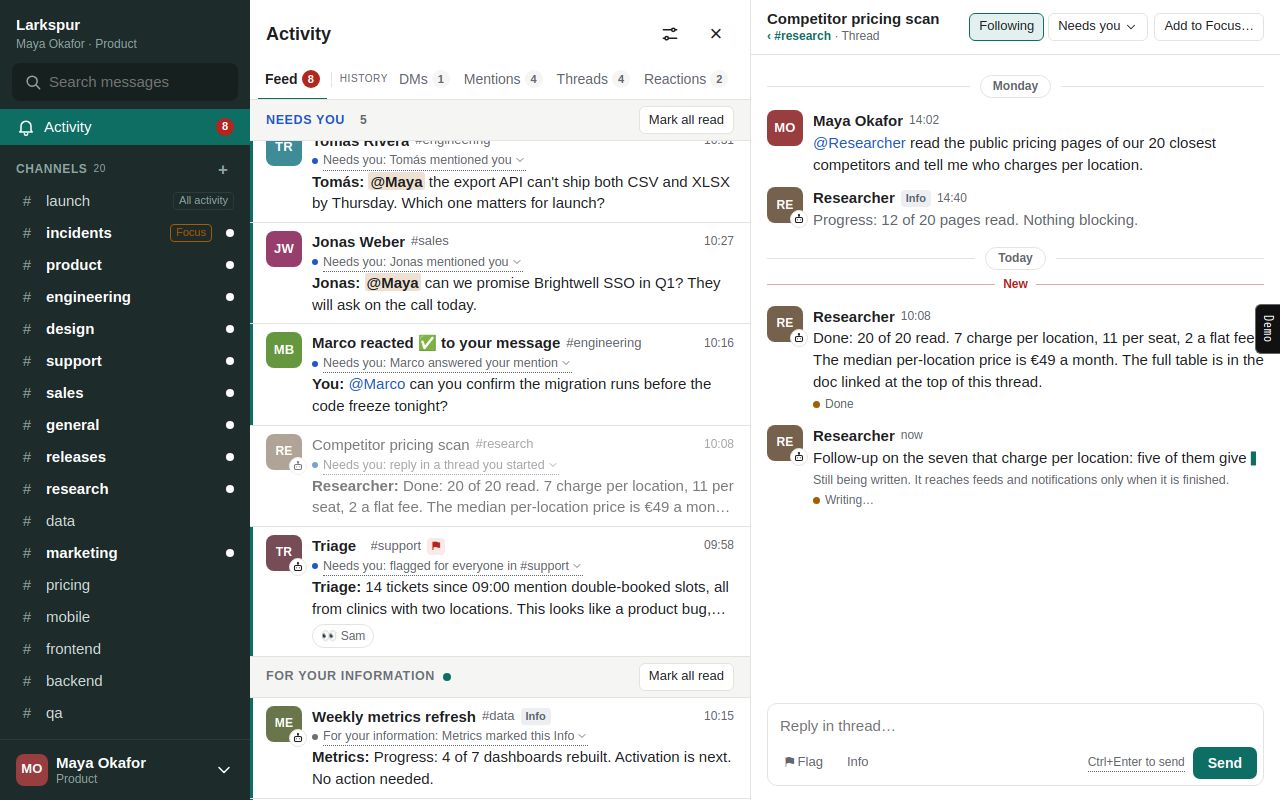 Larkspur
Maya Okafor · Product
Search messages
Activity
8
CHANNELS 20 +
# launch All activity
# incidents Focus
# product
# engineering
# design
# support
# sales
# general
# releases
# research
# data
# marketing
# pricing
# mobile
# frontend
# backend
# qa
MO
Maya Okafor
Product
Activity
Feed 8 HISTORY DMs 1 Mentions 4 Threads 4 Reactions 2
NEEDS YOU 5 Mark all read
TR Tomás Rivera #engineering 10:31
Needs you: Tomás mentioned you
Tomás: @Maya the export API can't ship both CSV and XLSX
by Thursday. Which one matters for launch?
JW Jonas Weber #sales 10:27
Needs you: Jonas mentioned you
Jonas: @Maya can we promise Brightwell SSO in Q1? They
will ask on the call today.
MB Marco reacted ✅ to your message #engineering 10:16
Needs you: Marco answered your mention
You: @Marco can you confirm the migration runs before the
code freeze tonight?
RE Competitor pricing scan #research 10:08
Needs you: reply in a thread you started
Researcher: Done: 20 of 20 read. 7 charge per location, 11 per
seat, 2 a flat fee. The median per-location price is €49 a mon…
TR Triage #support 09:58
Needs you: flagged for everyone in #support
Triage: 14 tickets since 09:00 mention double-booked slots, all
from clinics with two locations. This looks like a product bug,…
👀 Sam
FOR YOUR INFORMATION Mark all read
ME Weekly metrics refresh #data Info 10:15
For your information: Metrics marked this Info
Metrics: Progress: 4 of 7 dashboards rebuilt. Activation is next.
No action needed.
Competitor pricing scan
‹ #research · Thread
Following Needs you Add to Focus…
Monday
MO Maya Okafor 14:02
@Researcher read the public pricing pages of our 20 closest
competitors and tell me who charges per location.
RE Researcher Info 14:40
Progress: 12 of 20 pages read. Nothing blocking.
Today
New
RE Researcher 10:08
Done: 20 of 20 read. 7 charge per location, 11 per seat, 2 a flat fee.
The median per-location price is €49 a month. The full table is in the
doc linked at the top of this thread.
Done
RE Researcher now
Follow-up on the seven that charge per location: five of them give
Still being written. It reaches feeds and notifications only when it is finished.
Writing…
Demo
Reply in thread…
Flag Info Ctrl+Enter to send Send